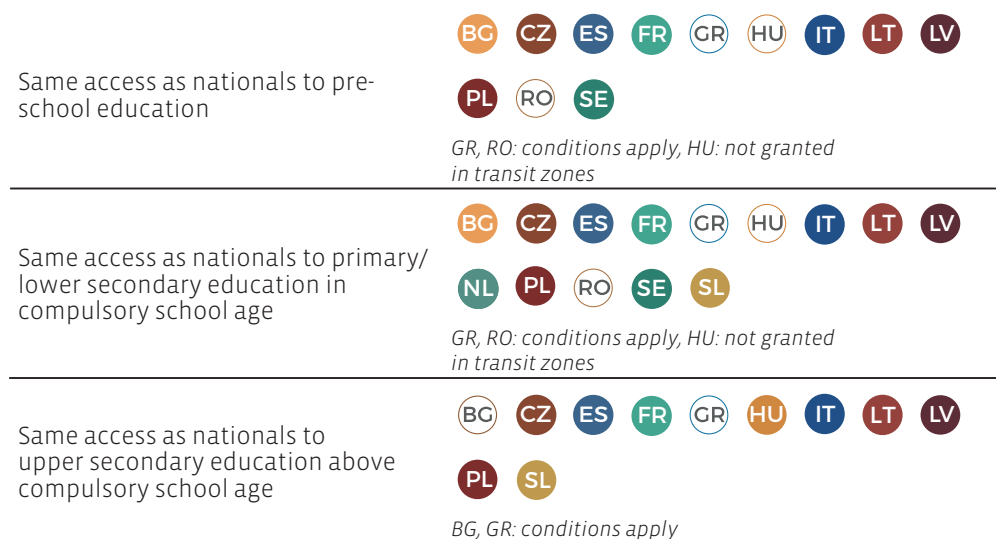 BG CZ ES FR GR HU IT LT LV
Same access as nationals to pre-
school education
PL RO SE
GR, RO: conditions apply, HU: not granted
in transit zones
BG CZ ES FR GR HU IT LT LV
Same access as nationals to primary/
lower secondary education in
compulsory school age
NL PL RO SE SL
GR, RO: conditions apply, HU: not granted
in transit zones
BG CZ ES FR GR HU IT LT LV
Same access as nationals to
upper secondary education above
compulsory school age
PL SL
BG, GR: conditions apply